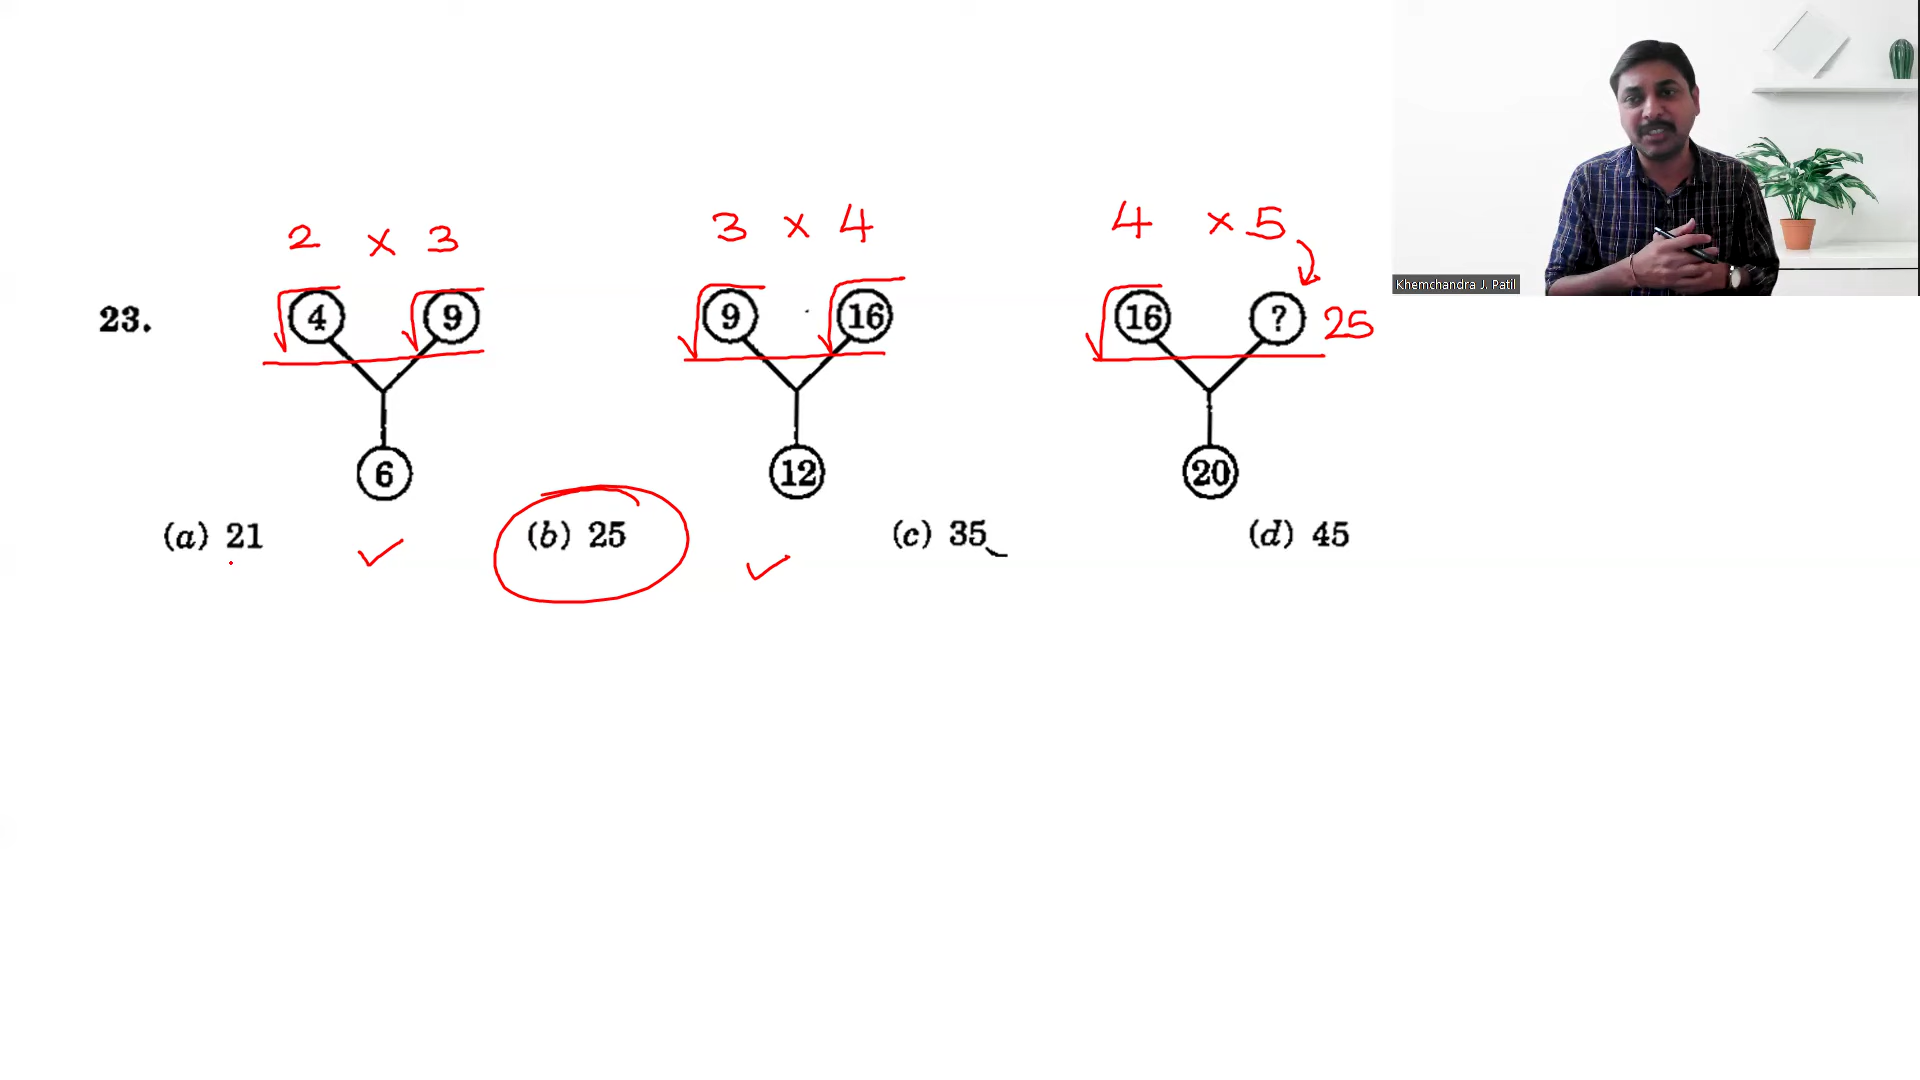 2 × 3
3 × 4
4 × 5
23.
4 9
9 16
16 ? 25
6
12
20
(a) 21
(b) 25
(c) 35
(d) 45
Khemchandra J. Patil